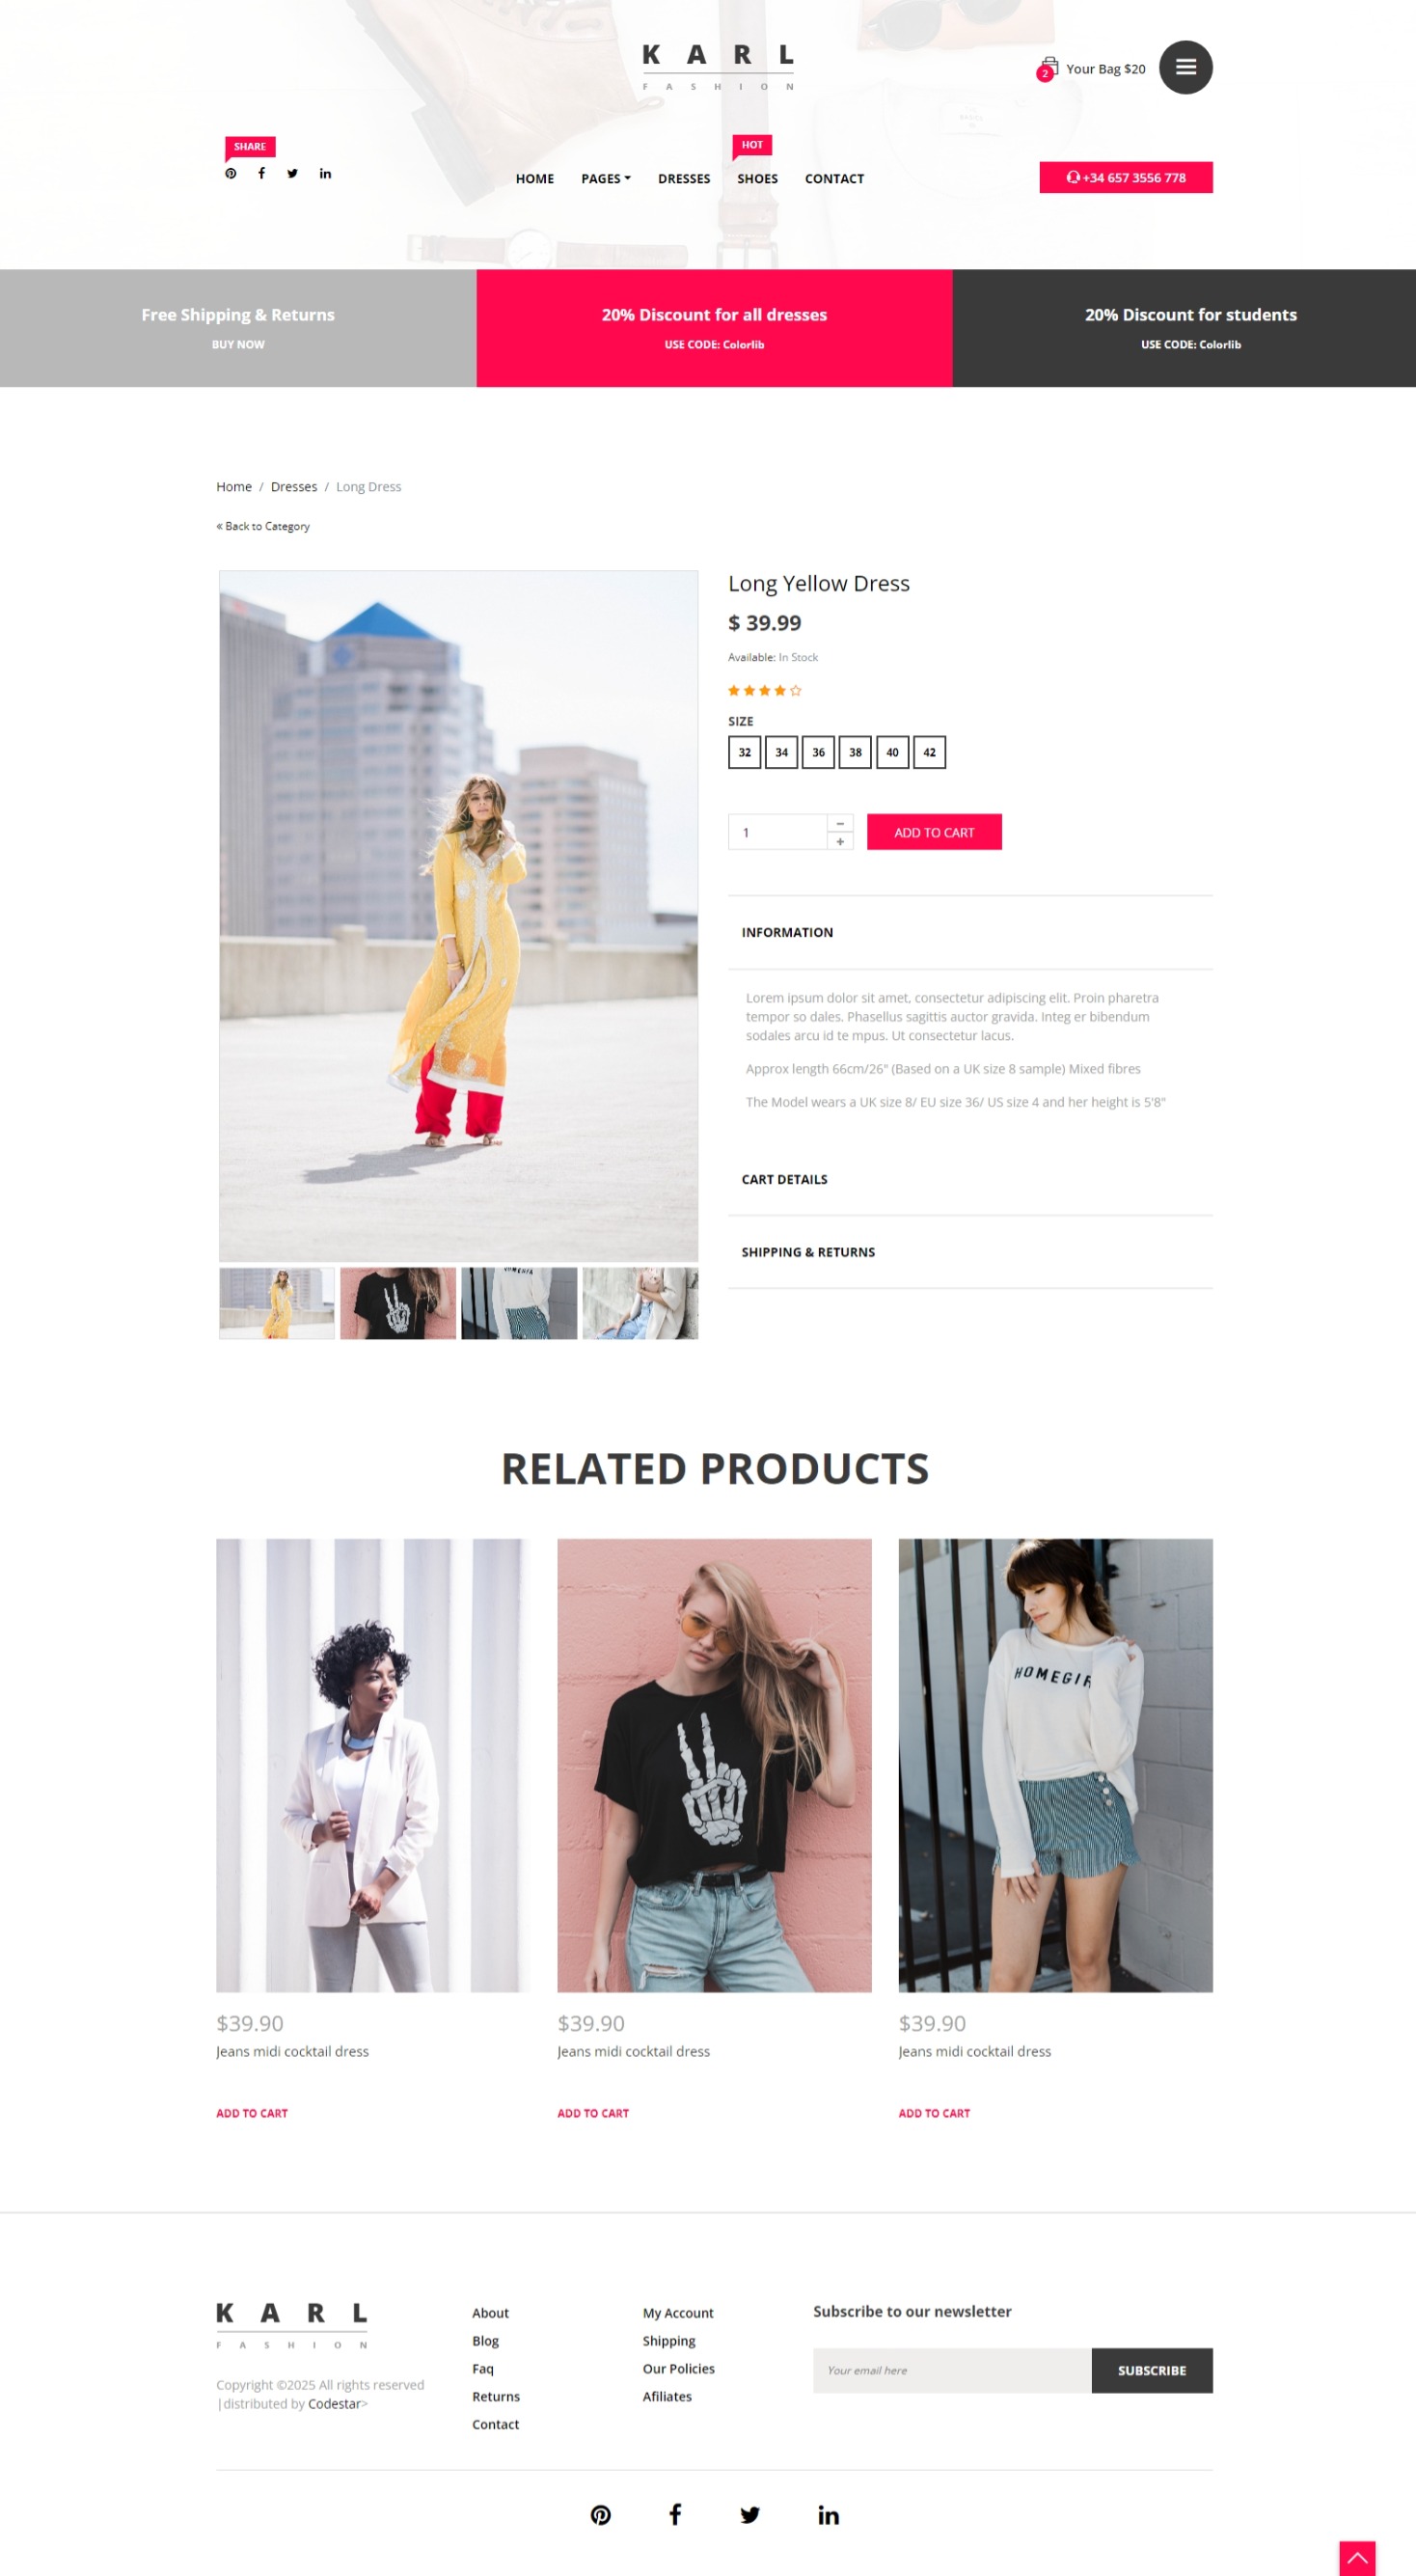 K A R L
F A S H I O N
2
Your Bag $20
SHARE
HOT
HOME PAGES DRESSES SHOES CONTACT
+34 657 3556 778
Free Shipping & Returns
BUY NOW
20% Discount for all dresses
USE CODE: Colorlib
20% Discount for students
USE CODE: Colorlib
Home / Dresses / Long Dress
« Back to Category
Long Yellow Dress
$ 39.99
Available: In Stock
SIZE
32 34 36 38 40 42
1
ADD TO CART
INFORMATION
Lorem ipsum dolor sit amet, consectetur adipiscing elit. Proin pharetra
tempor so dales. Phasellus sagittis auctor gravida. Integ er bibendum
sodales arcu id te mpus. Ut consectetur lacus.
Approx length 66cm/26" (Based on a UK size 8 sample) Mixed fibres
The Model wears a UK size 8/ EU size 36/ US size 4 and her height is 5'8"
CART DETAILS
SHIPPING & RETURNS
RELATED PRODUCTS
HOMEGIR
$39.90
Jeans midi cocktail dress
ADD TO CART
$39.90
Jeans midi cocktail dress
ADD TO CART
$39.90
Jeans midi cocktail dress
ADD TO CART
K A R L
F A S H I O N
Copyright ©2025 All rights reserved
|distributed by Codestar>
About
Blog
Faq
Returns
Contact
My Account
Shipping
Our Policies
Afiliates
Subscribe to our newsletter
Your email here
SUBSCRIBE